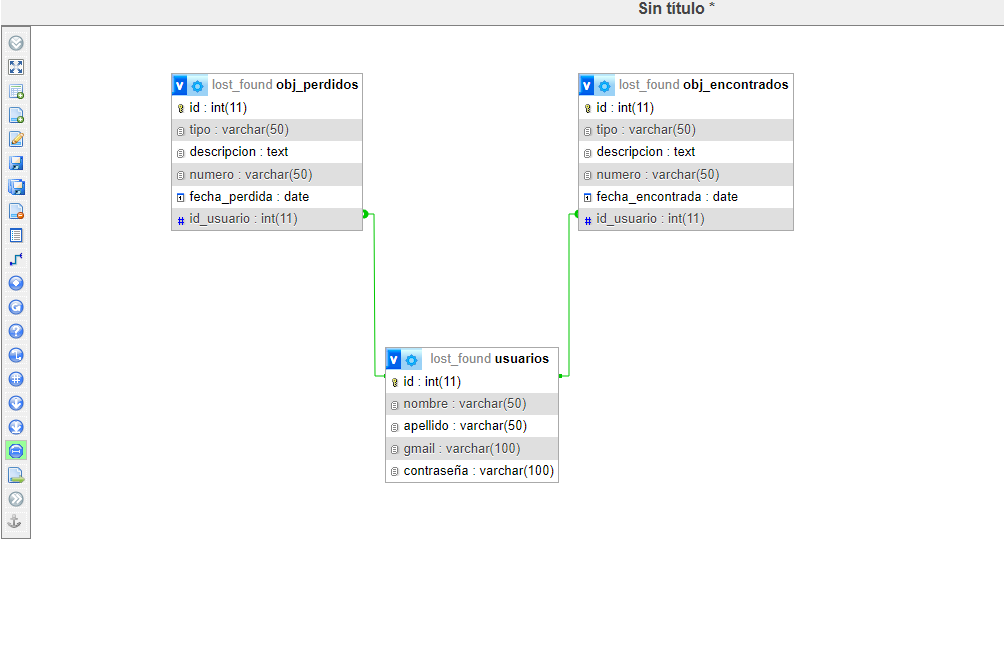 Sin título *
v lost_found obj_perdidos
id : int(11)
tipo : varchar(50)
descripcion : text
numero : varchar(50)
fecha_perdida : date
# id_usuario : int(11)
v lost_found obj_encontrados
id : int(11)
tipo : varchar(50)
descripcion : text
numero : varchar(50)
fecha_encontrada : date
# id_usuario : int(11)
v lost_found usuarios
id : int(11)
nombre : varchar(50)
apellido : varchar(50)
gmail : varchar(100)
contraseña : varchar(100)